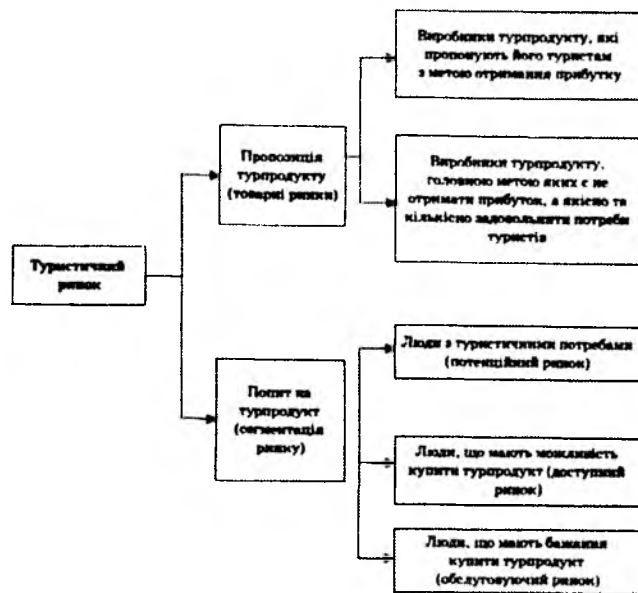 Виробники турпродукту, які
пропонують його туристам
з метою отримання прибутку
Пропозиція
турпродукту
(товарні ринки)
Виробники турпродукту,
головною метою яких є не
отримати прибуток, а якісно та
кількісно задовольнити потреби
туристів
Туристичний
ринок
Люди з туристичними потребами
(потенційний ринок)
Попит на
турпродукт
(сегментація
ринку)
Люди, що мають можливість
купити турпродукт (доступний
ринок)
Люди, що мають бажання
купити турпродукт
(обслуговуючий ринок)